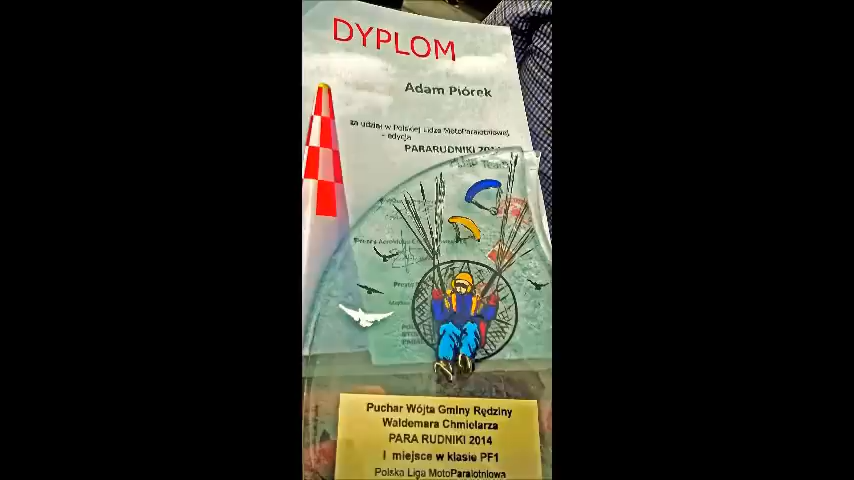 DYPLOM
Adam Piórek
za udział w Polskiej Lidze MotoParalotniowej
- edycja
PARARUDNIKI 2014
Puchar Wójta Gminy Rędziny
Waldemara Chmielarza
PARA RUDNIKI 2014
I miejsce w klasie PF1
Polska Liga MotoParalotniowa